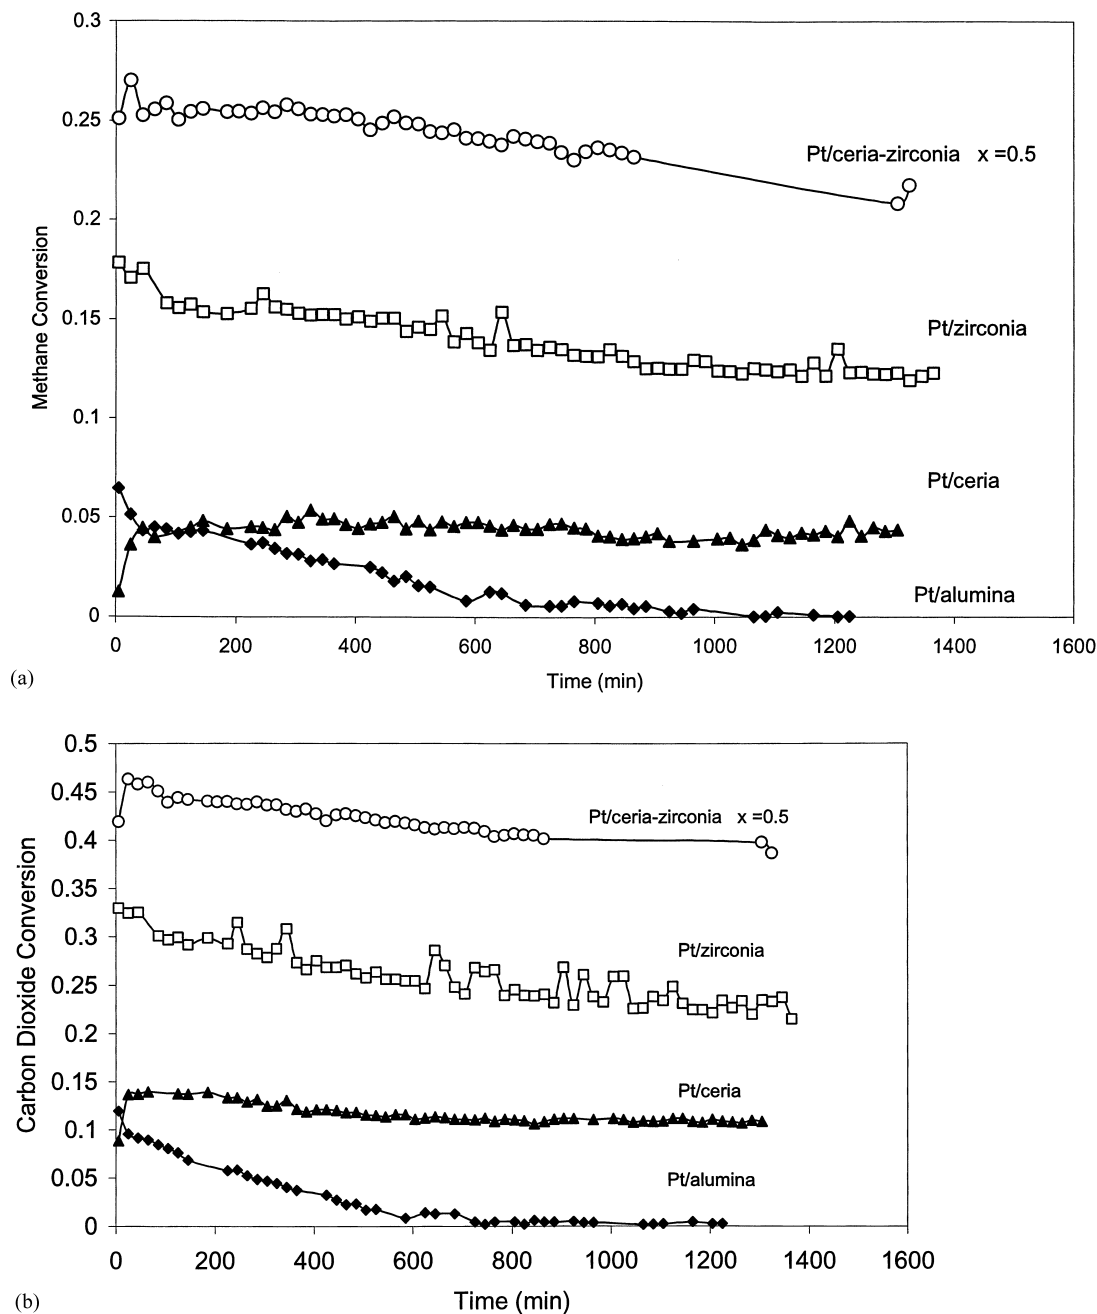 0.3
0.25
Pt/ceria-zirconia x =0.5
0.2
Methane Conversion
Pt/zirconia
0.15
0.1
Pt/ceria
0.05
Pt/alumina
0
0 200 400 600 800 1000 1200 1400 1600
(a)
Time (min)
0.5
0.45
Pt/ceria-zirconia x =0.5
0.4
0.35
Carbon Dioxide Conversion
0.3
Pt/zirconia
0.25
0.2
0.15
Pt/ceria
0.1
Pt/alumina
0.05
0
0 200 400 600 800 1000 1200 1400 1600
(b)
Time (min)